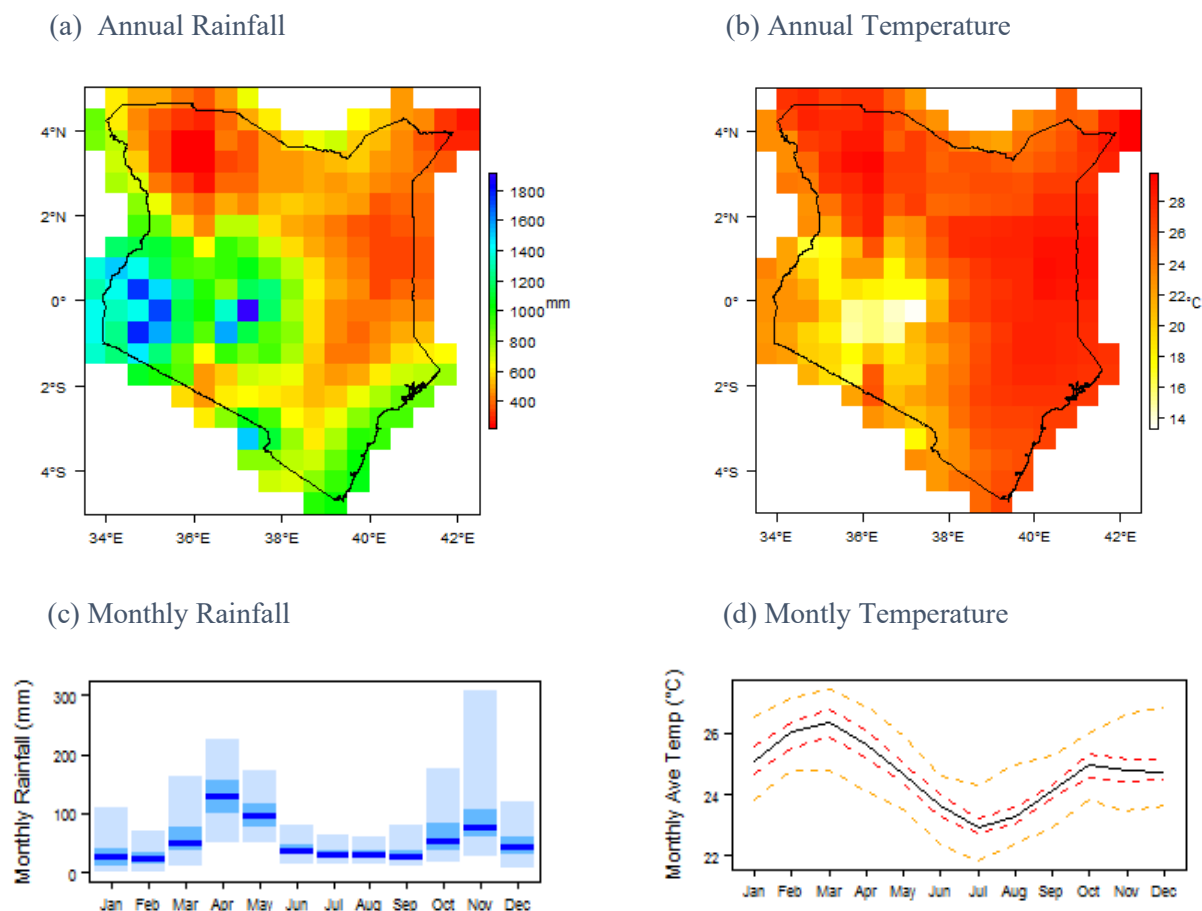 (a) Annual Rainfall
(b) Annual Temperature
4°N
2°N
0°
2°S
4°S
34°E 36°E 38°E 40°E 42°E
1800
1600
1400
1200
1000
800
600
400
mm
4°N
2°N
0°
2°S
4°S
34°E 36°E 38°E 40°E 42°E
28
26
24
22
20
18
16
14
°C
(c) Monthly Rainfall
(d) Montly Temperature
Monthly Rainfall (mm)
300
200
100
0
Jan Feb Mar Apr May Jun Jul Aug Sep Oct Nov Dec
Monthly Ave Temp (°C)
26
24
22
Jan Feb Mar Apr May Jun Jul Aug Sep Oct Nov Dec